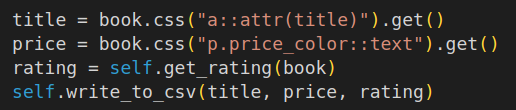 title = book.css("a::attr(title)").get()
price = book.css("p.price_color::text").get()
rating = self.get_rating(book)
self.write_to_csv(title, price, rating)